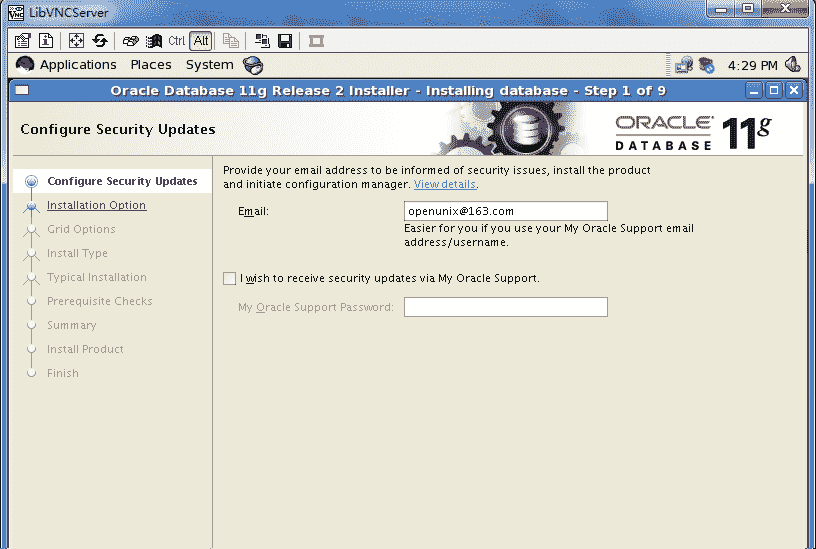 LibVNCServer
Ctrl Alt
Applications Places System 4:29 PM
Oracle Database 11g Release 2 Installer - Installing database - Step 1 of 9
Configure Security Updates
ORACLE
DATABASE 11g
Configure Security Updates
Installation Option
Grid Options
Install Type
Typical Installation
Prerequisite Checks
Summary
Install Product
Finish
Provide your email address to be informed of security issues, install the product
and initiate configuration manager. View details.
Email: openunix@163.com
Easier for you if you use your My Oracle Support email
address/username.
I wish to receive security updates via My Oracle Support.
My Oracle Support Password: